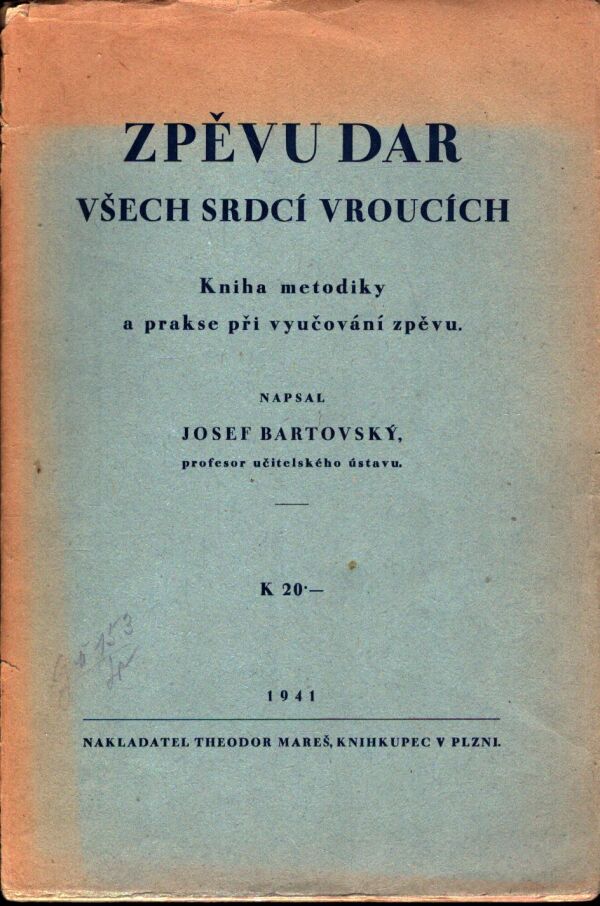 ZPĚVU DAR
VŠECH SRDCÍ VROUCÍCH
Kniha metodiky
a prakse při vyučování zpěvu.
NAPSAL
JOSEF BARTOVSKÝ,
profesor učitelského ústavu.
K 20·—
1941
NAKLADATEL THEODOR MAREŠ, KNIHKUPEC V PLZNI.